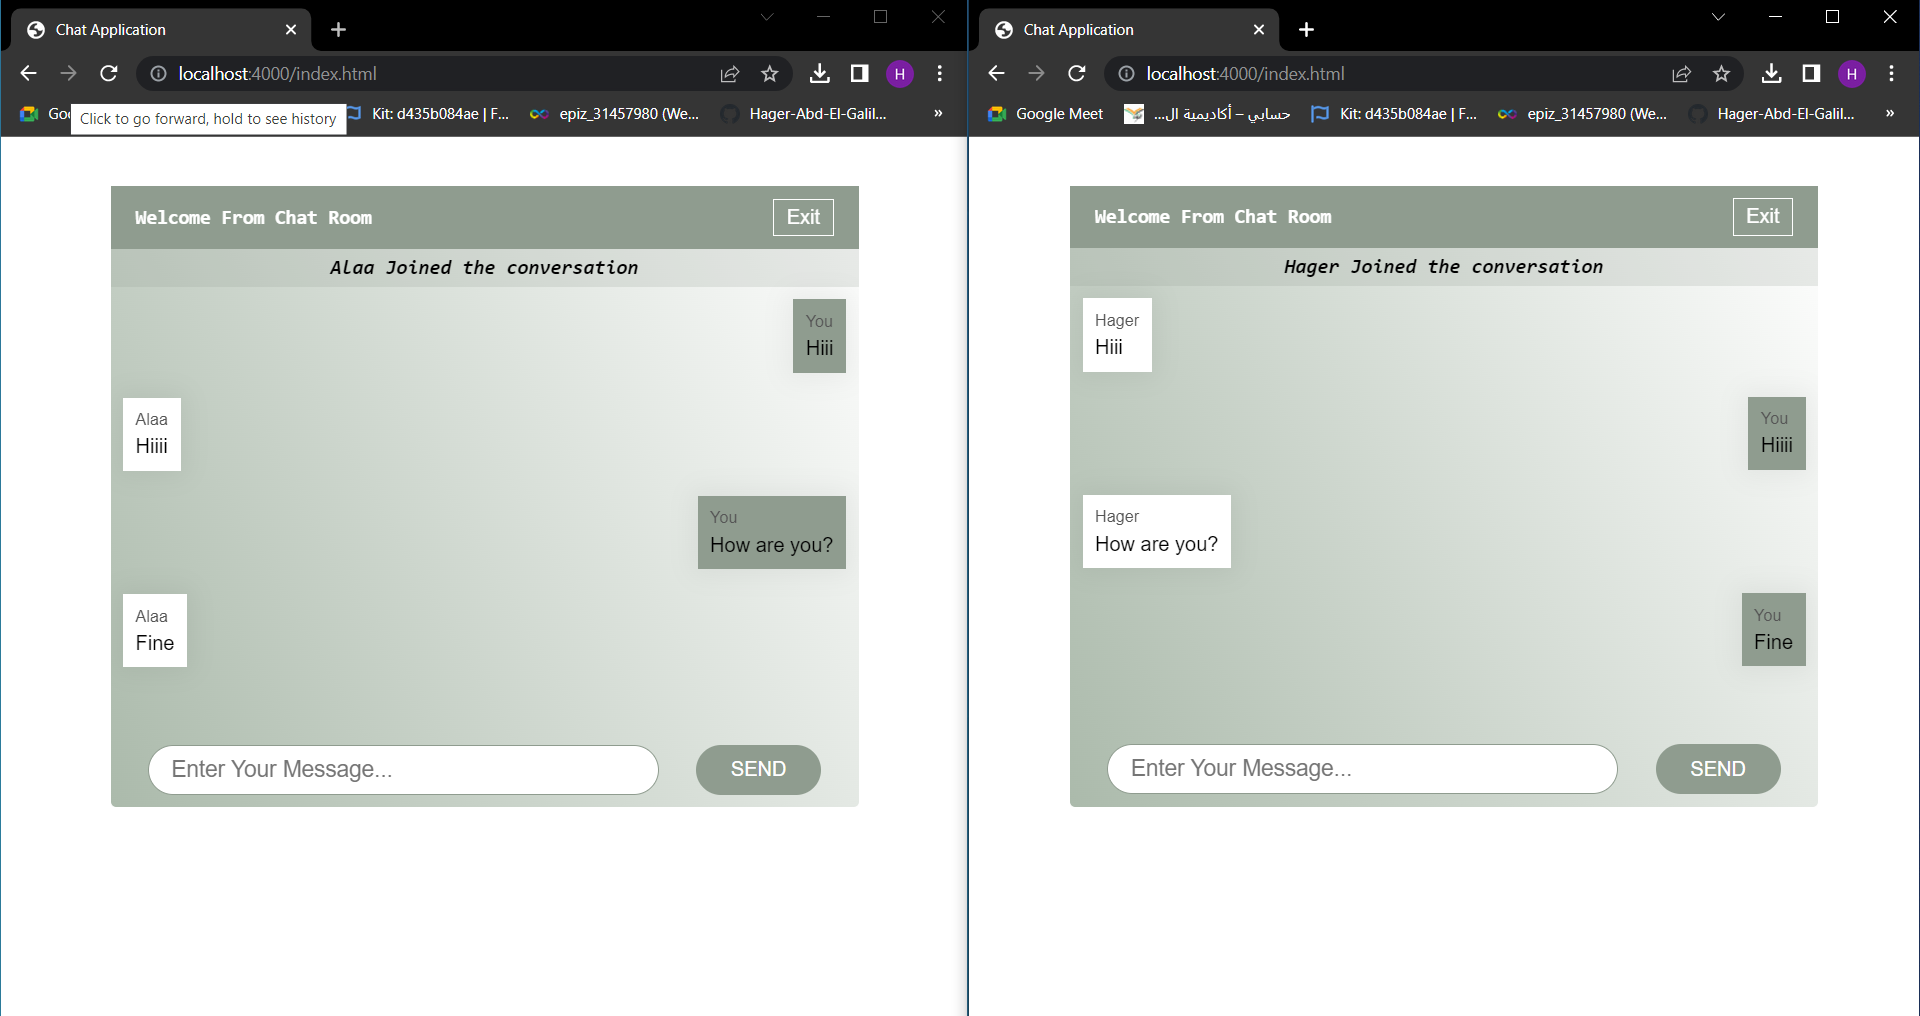 Chat Application
localhost:4000/index.html
H
Goo
Click to go forward, hold to see history
Kit: d435b084ae | F...
epiz_31457980 (We...
Hager-Abd-El-Galil...
»
Welcome From Chat Room
Exit
Alaa Joined the conversation
You
Hiii
Alaa
Hiiii
You
How are you?
Alaa
Fine
Enter Your Message...
SEND
Chat Application
localhost:4000/index.html
H
Google Meet
حسابي – أكاديمية ال...
Kit: d435b084ae | F...
epiz_31457980 (We...
Hager-Abd-El-Galil...
»
Welcome From Chat Room
Exit
Hager Joined the conversation
Hager
Hiii
You
Hiiii
Hager
How are you?
You
Fine
Enter Your Message...
SEND